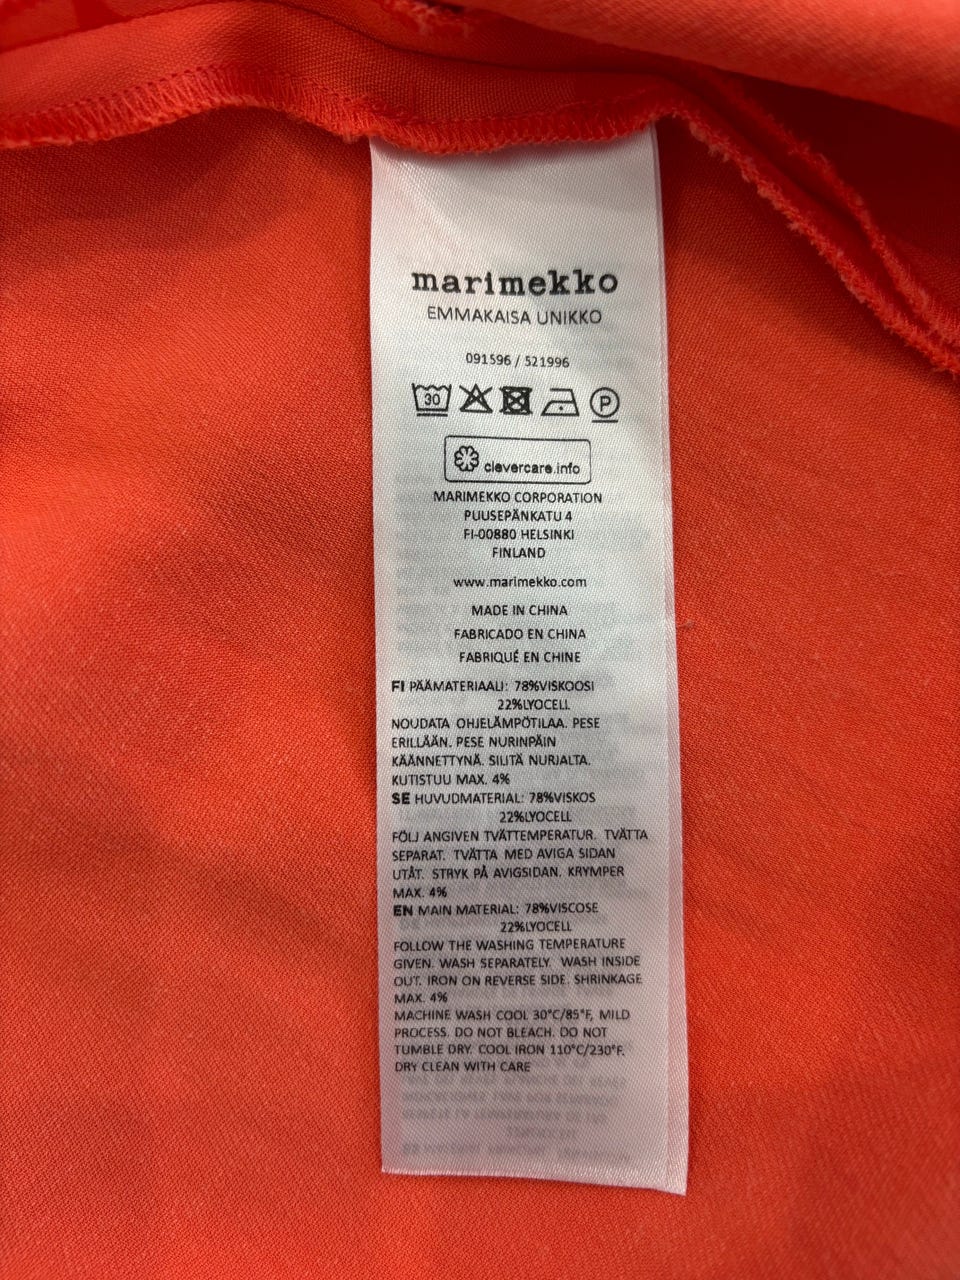 marimekko
EMMAKAISA UNIKKO
091596 / 521996
30 P
clevercare.info
MARIMEKKO CORPORATION
PUUSEPÄNKATU 4
FI-00880 HELSINKI
FINLAND
www.marimekko.com
MADE IN CHINA
FABRICADO EN CHINA
FABRIQUÉ EN CHINE
FI PÄÄMATERIAALI: 78%VISKOOSI
22%LYOCELL
NOUDATA OHJELÄMPÖTILAA. PESE
ERILLÄÄN. PESE NURINPÄIN
KÄÄNNETTYNÄ. SILITÄ NURJALTA.
KUTISTUU MAX. 4%
SE HUVUDMATERIAL: 78%VISKOS
22%LYOCELL
FÖLJ ANGIVEN TVÄTTEMPERATUR. TVÄTTA
SEPARAT. TVÄTTA MED AVIGA SIDAN
UTÅT. STRYK PÅ AVIGSIDAN. KRYMPER
MAX. 4%
EN MAIN MATERIAL: 78%VISCOSE
22%LYOCELL
FOLLOW THE WASHING TEMPERATURE
GIVEN. WASH SEPARATELY. WASH INSIDE
OUT. IRON ON REVERSE SIDE. SHRINKAGE
MAX. 4%
MACHINE WASH COOL 30°C/85°F, MILD
PROCESS. DO NOT BLEACH. DO NOT
TUMBLE DRY. COOL IRON 110°C/230°F.
DRY CLEAN WITH CARE